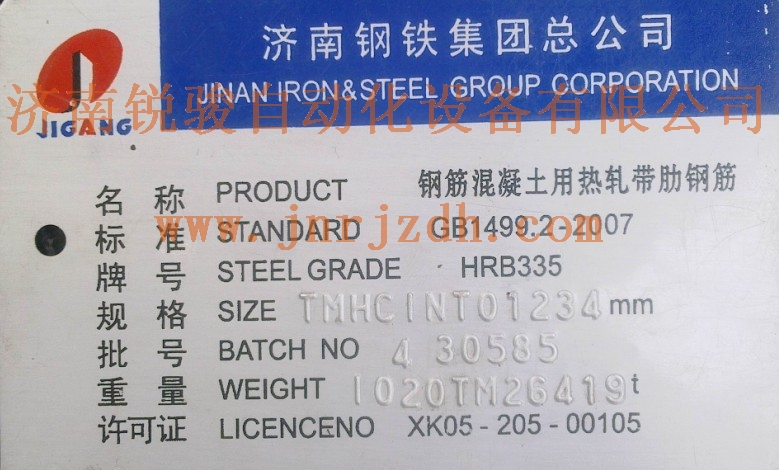 济南钢铁集团总公司
JINAN IRON&STEEL GROUP CORPORATION
JIGANG
济南锐骏自动化设备有限公司
名 称 PRODUCT 钢筋混凝土用热轧带肋钢筋
标 准 STANDARD GB1499.2-2007
www.jnrjzdh.com
牌 号 STEEL GRADE HRB335
规 格 SIZE TMHCINT01234 mm
批 号 BATCH NO 4 30585
重 量 WEIGHT 1020TM26419 t
许可证 LICENCENO XK05 - 205 - 00105